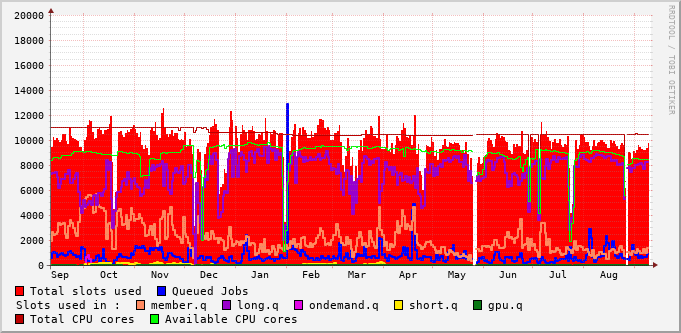 20000
18000
16000
14000
12000
10000
8000
6000
4000
2000
0
Sep Oct Nov Dec Jan Feb Mar Apr May Jun Jul Aug
RRDTOOL / TOBI OETIKER
Total slots used Queued Jobs
Slots used in : member.q long.q ondemand.q short.q gpu.q
Total CPU cores Available CPU cores